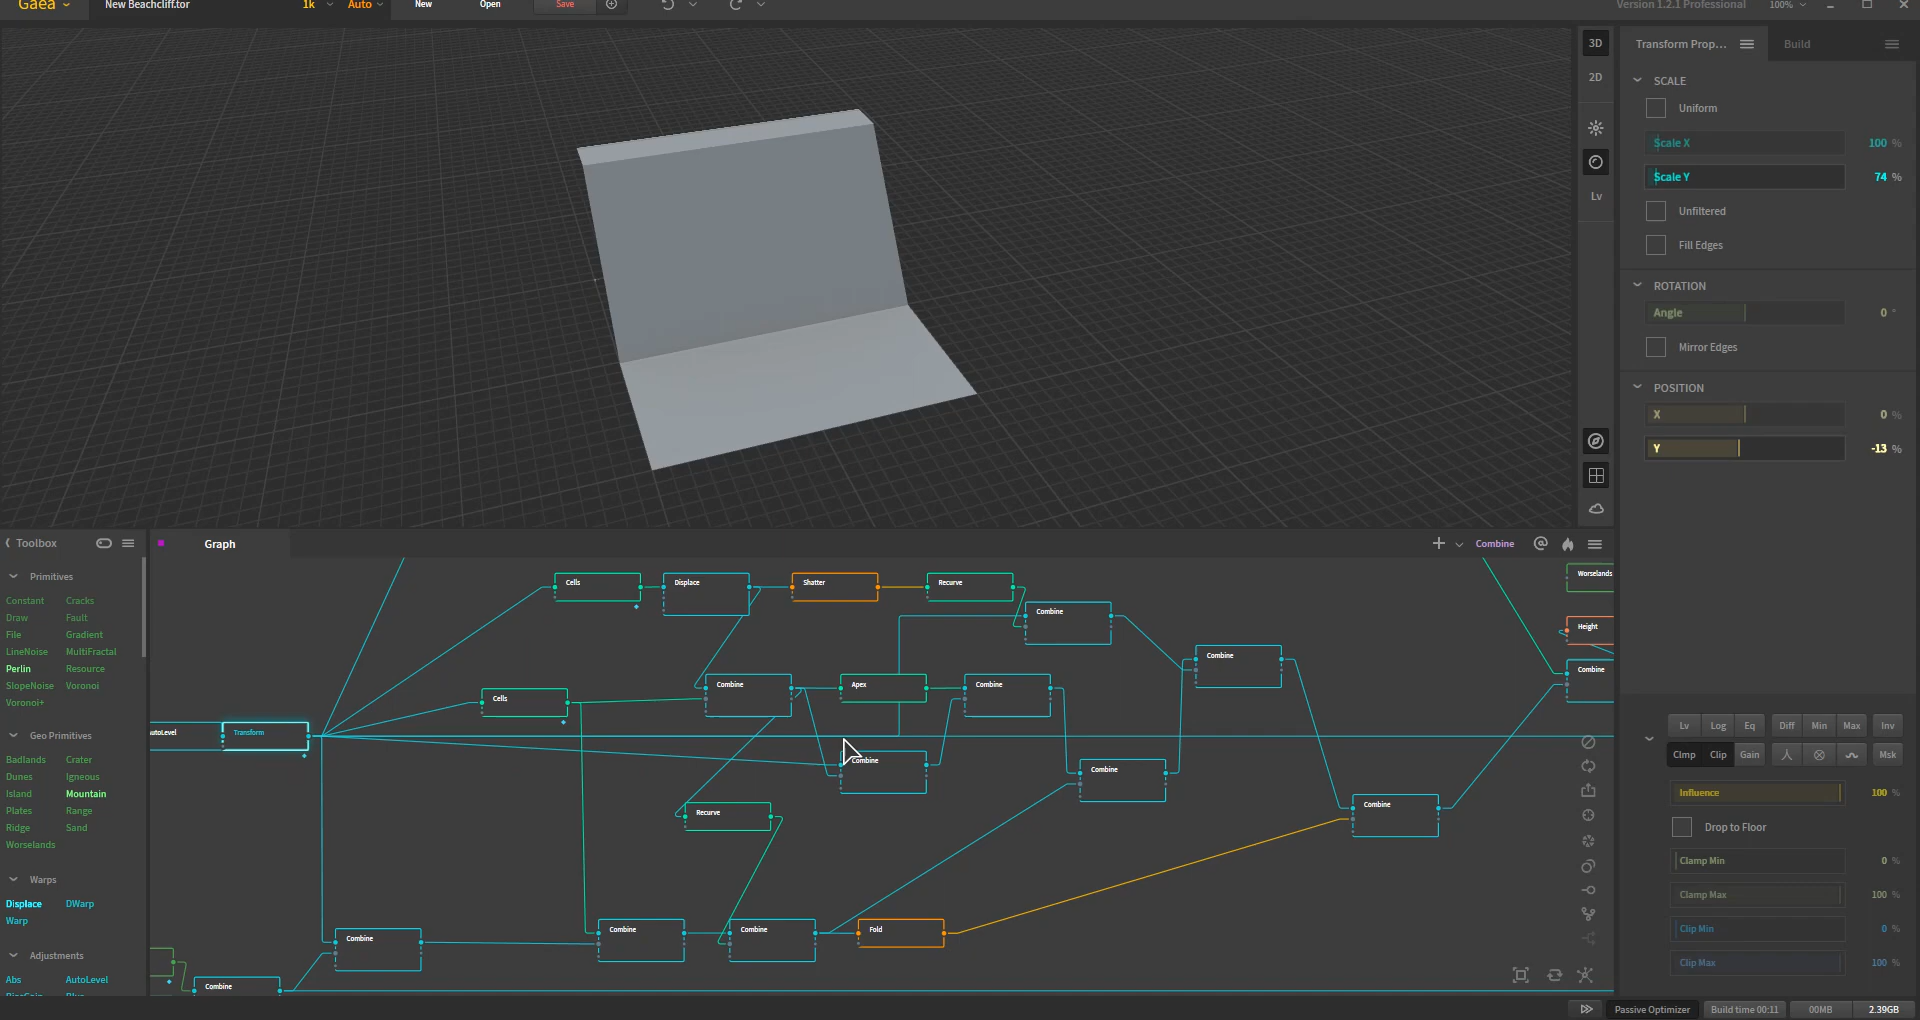 Gaea
New Beachcliff.tor
1k
Auto
New
Open
Save
Version 1.2.1 Professional
100%
3D
2D
Lv
Transform Prop...
Build
SCALE
Uniform
Scale X 100 %
Scale Y 74 %
Unfiltered
Fill Edges
ROTATION
Angle 0 °
Mirror Edges
POSITION
X 0 %
Y -13 %
Toolbox
Graph
Combine
Primitives
Constant Cracks
Draw Fault
File Gradient
LineNoise MultiFractal
Perlin Resource
SlopeNoise Voronoi
Voronoi+
Geo Primitives
Badlands Crater
Dunes Igneous
Island Mountain
Plates Range
Ridge Sand
Worselands
Warps
Displace DWarp
Warp
Adjustments
Abs AutoLevel
Cells
Displace
Shatter
Recurve
Combine
Worselands
Height
Combine
Combine
Cells
Combine
Apex
Combine
utoLevel
Transform
Combine
Combine
Recurve
Combine
Combine
Combine
Combine
Fold
Combine
Lv Log Eq Diff Min Max Inv
Clmp Clip Gain Msk
Influence 100 %
Drop to Floor
Clamp Min 0 %
Clamp Max 100 %
Clip Min 0 %
Clip Max 100 %
Passive Optimizer
Build time 00:11
00MB
2.39GB